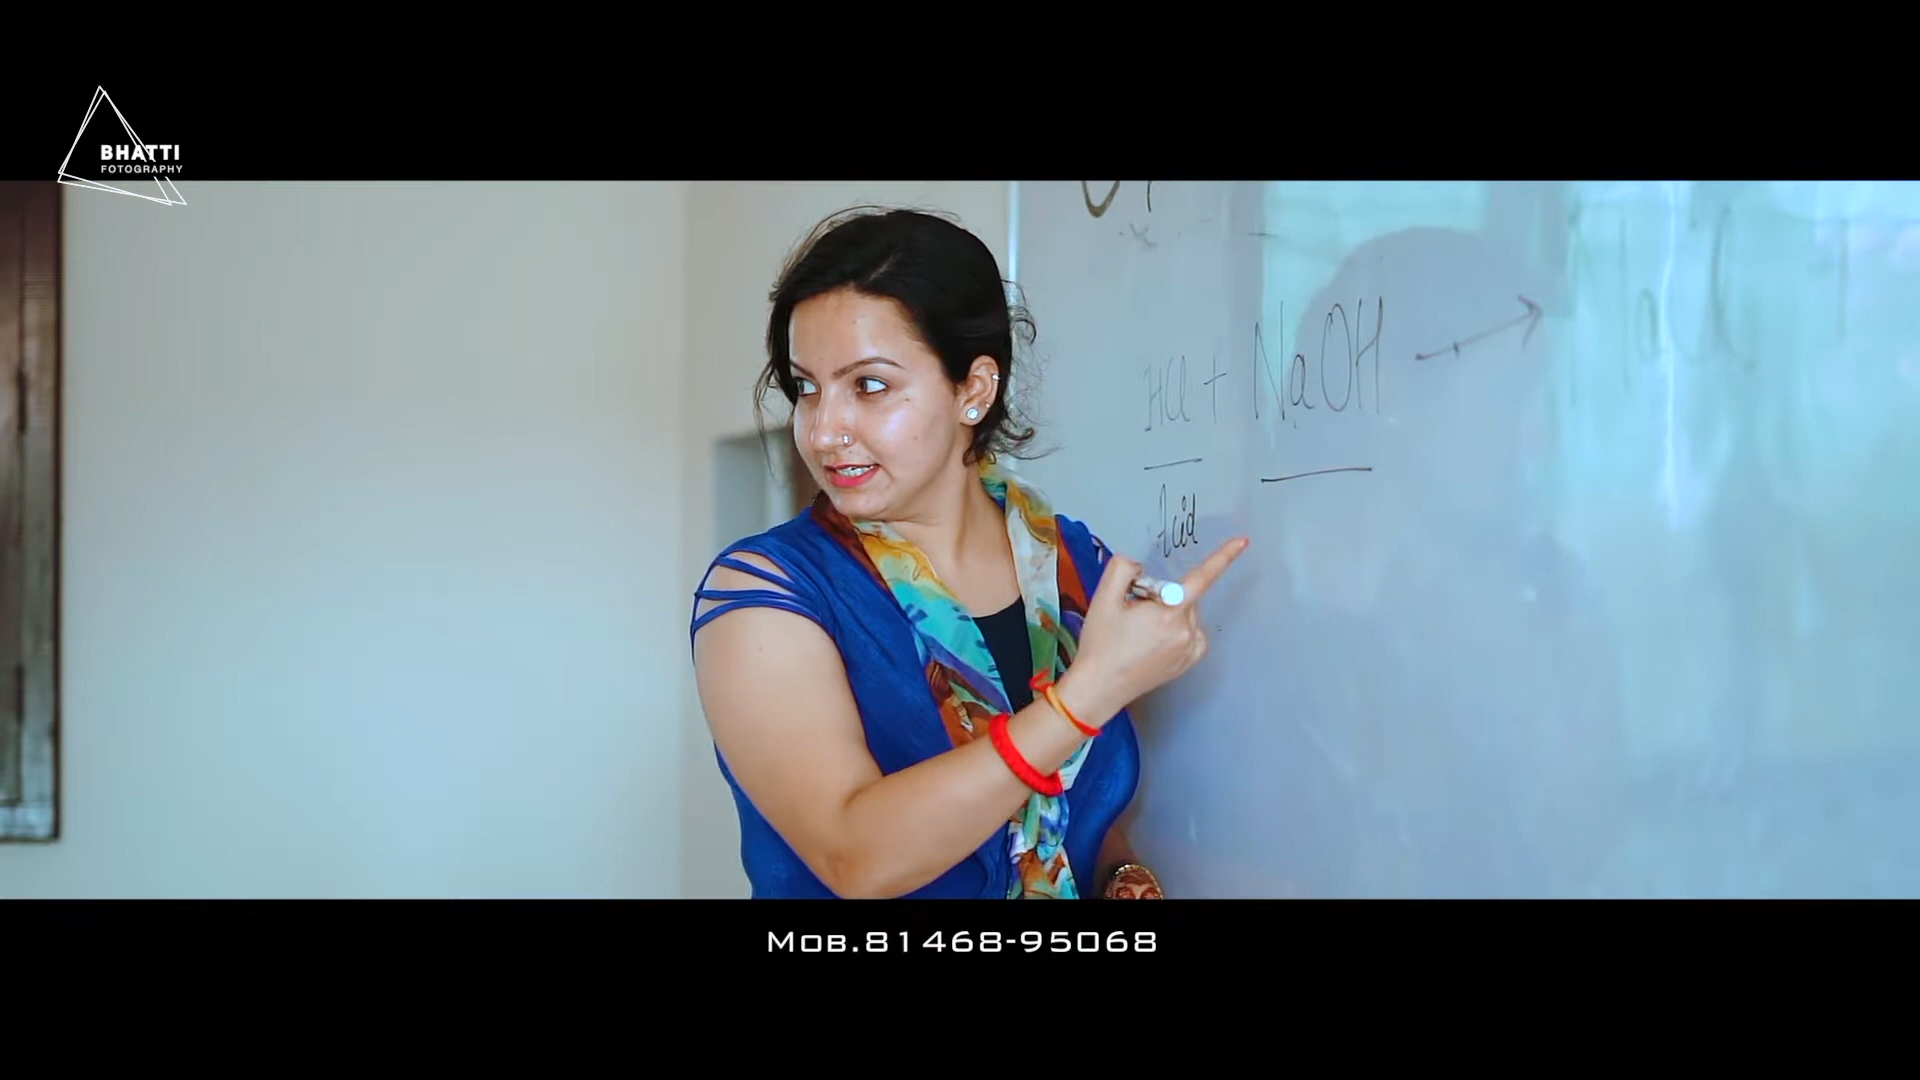 BHATTI
FOTOGRAPHY
HCl + NaOH →
Acid
Mob.81468-95068